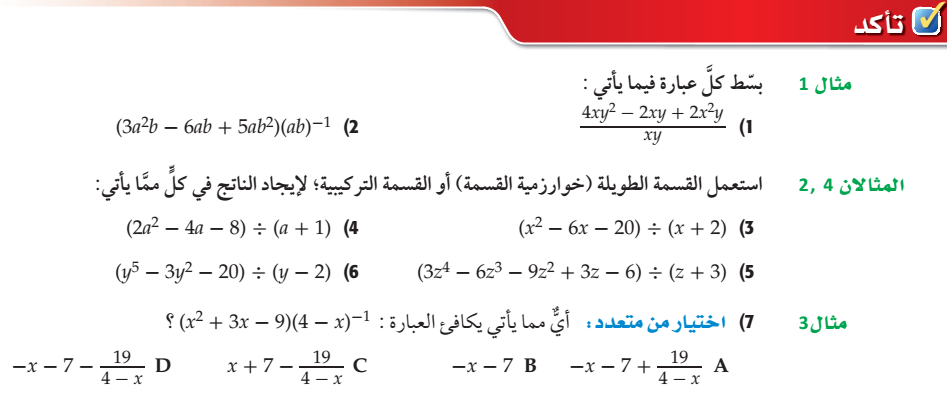 تأكد
مثال 1 بسّط كلَّ عبارة فيما يأتي :
(1 \frac{4xy^2 − 2xy + 2x^2y}{xy} (2 (3a^2b − 6ab + 5ab^2)(ab)^{−1}
المثالان 4 ,2 استعمل القسمة الطويلة (خوارزمية القسمة) أو القسمة التركيبية؛ لإيجاد الناتج في كلٍّ ممَّا يأتي:
(3 (x^2 − 6x − 20) ÷ (x + 2) (4 (2a^2 − 4a − 8) ÷ (a + 1)
(5 (3z^4 − 6z^3 − 9z^2 + 3z − 6) ÷ (z + 3) (6 (y^5 − 3y^2 − 20) ÷ (y − 2)
مثال3 (7 اختيار من متعدد: أيٌّ مما يأتي يكافئ العبارة : (x^2 + 3x − 9)(4 − x)^{−1} ؟
A −x − 7 + \frac{19}{4 − x} B −x − 7 C x + 7 − \frac{19}{4 − x} D −x − 7 − \frac{19}{4 − x}